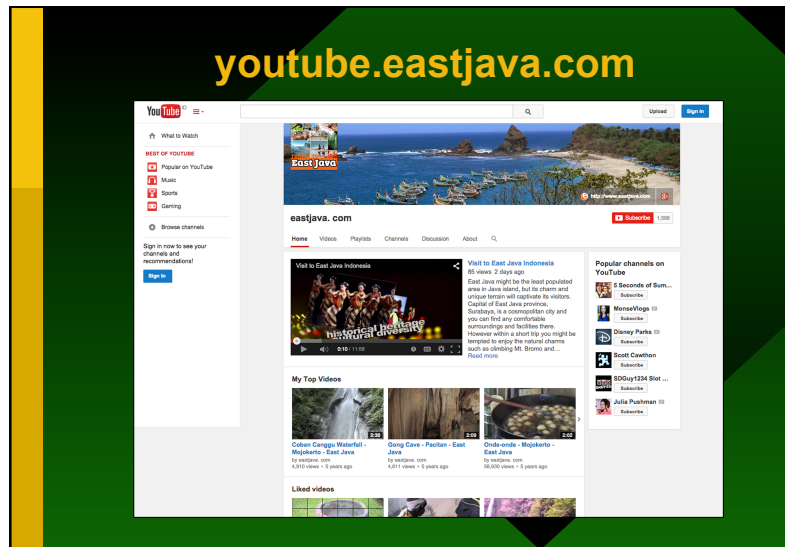 youtube.eastjava.com
YouTube ID
Upload
Sign in
What to Watch
BEST OF YOUTUBE
Popular on YouTube
Music
Sports
Gaming
Browse channels
Sign in now to see your
channels and
recommendations!
Sign in
East Java
http://www.eastjava.com
eastjava. com
Subscribe 1,598
Home Videos Playlists Channels Discussion About
Visit to East Java Indonesia
historical heritage
cultural diversity
0:10 / 11:58
Visit to East Java Indonesia
85 views 2 days ago
East Java might be the least populated
area in Java island, but its charm and
unique terrain will captivate its visitors.
Capital of East Java province,
Surabaya, is a cosmopolitan city and
you can find any comfortable
surroundings and facilities there.
However within a short trip you might be
tempted to enjoy the natural charms
such as climbing Mt. Bromo and...
Read more
My Top Videos
2:30
Coban Canggu Waterfall -
Mojokerto - East Java
by eastjava. com
4,910 views • 5 years ago
2:09
Gong Cave - Pacitan - East
Java
by eastjava. com
4,611 views • 5 years ago
2:02
Onde-onde - Mojokerto -
East Java
by eastjava. com
58,930 views • 5 years ago
Liked videos
Popular channels on
YouTube
5 Seconds of Sum...
Subscribe
MonseVlogs
Subscribe
Disney Parks
Subscribe
Scott Cawthon
Subscribe
SDGuy1234 Slot ...
Subscribe
Julia Pushman
Subscribe